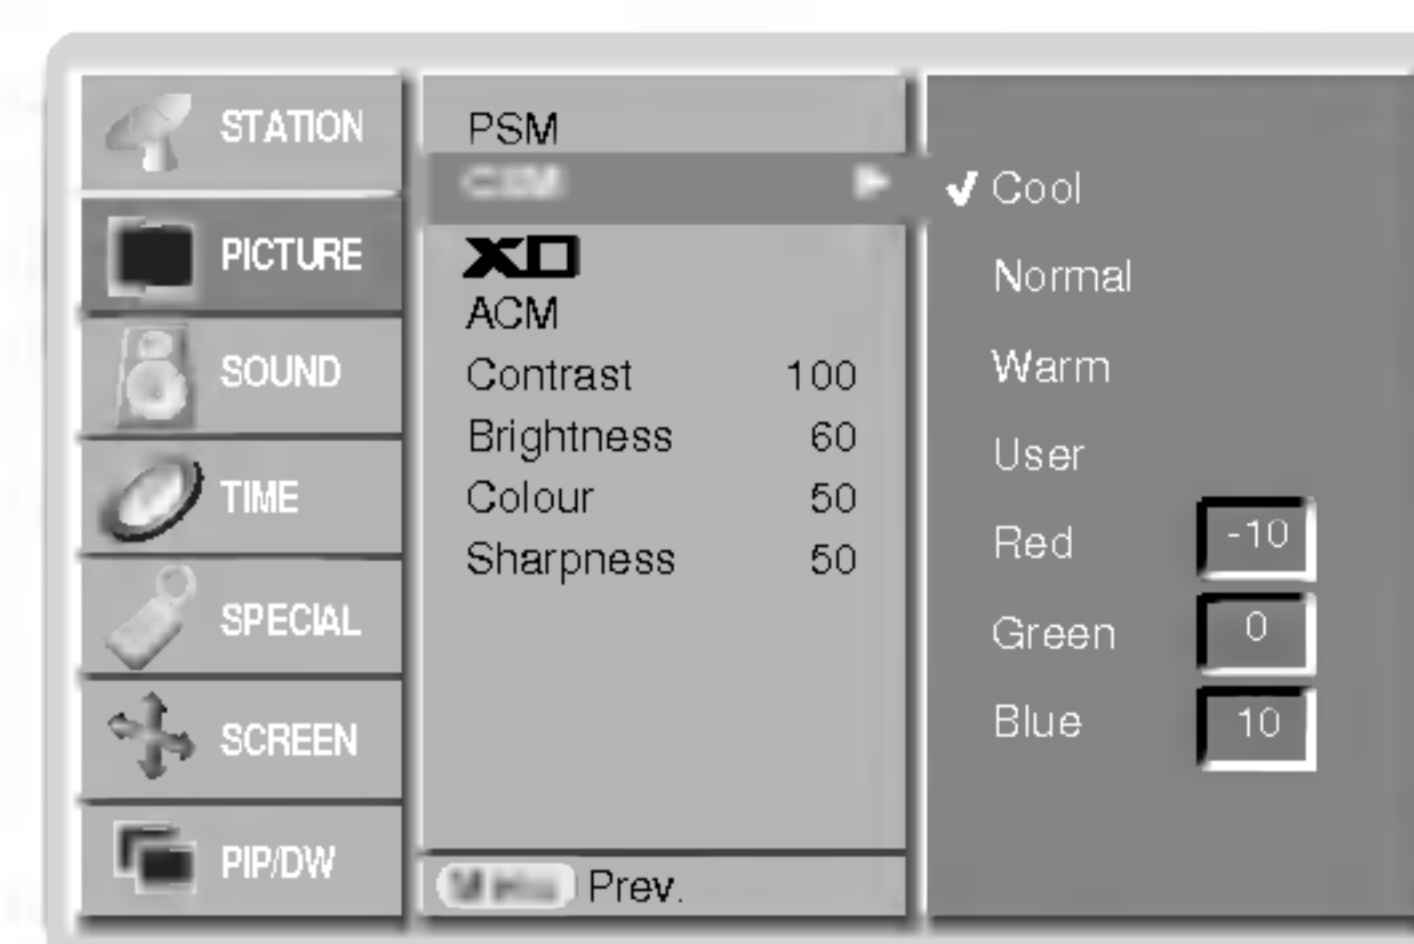 STATION
PICTURE
SOUND
TIME
SPECIAL
SCREEN
PIP/DW
PSM
XD
ACM
Contrast 100
Brightness 60
Colour 50
Sharpness 50
Prev.
Cool
Normal
Warm
User
Red -10
Green 0
Blue 10